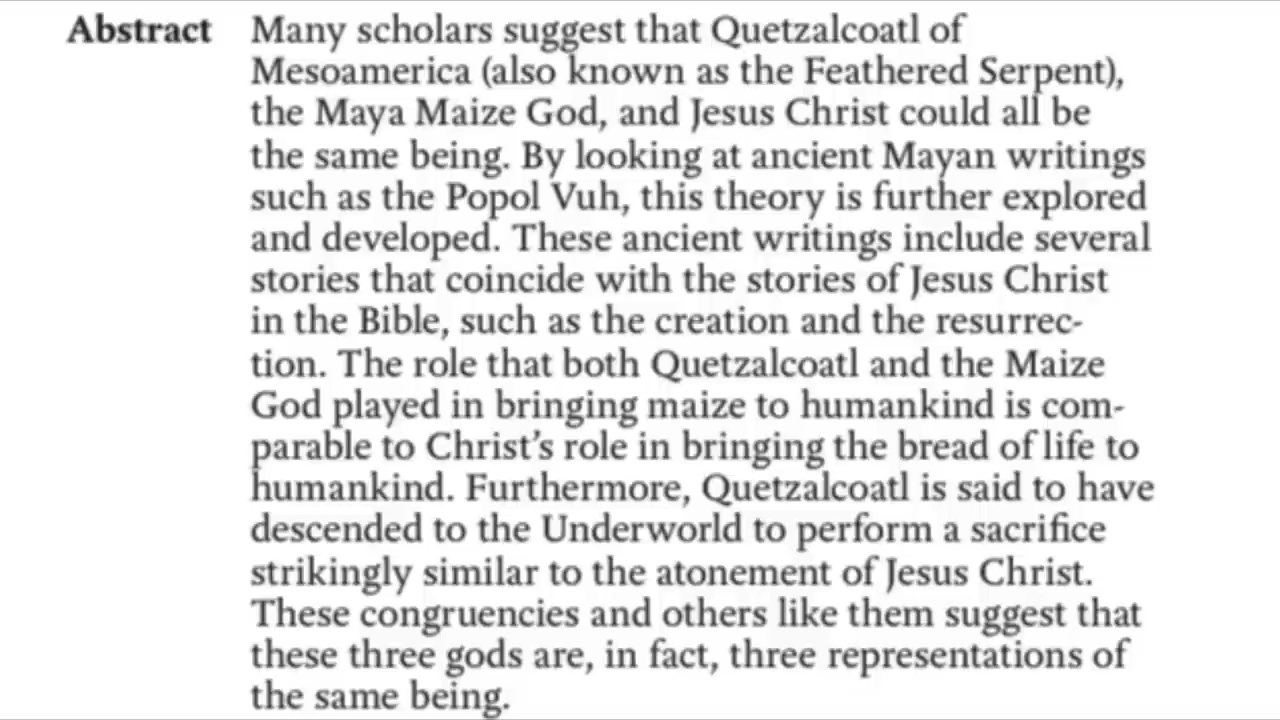 Abstract Many scholars suggest that Quetzalcoatl of
Mesoamerica (also known as the Feathered Serpent),
the Maya Maize God, and Jesus Christ could all be
the same being. By looking at ancient Mayan writings
such as the Popol Vuh, this theory is further explored
and developed. These ancient writings include several
stories that coincide with the stories of Jesus Christ
in the Bible, such as the creation and the resurrec-
tion. The role that both Quetzalcoatl and the Maize
God played in bringing maize to humankind is com-
parable to Christ’s role in bringing the bread of life to
humankind. Furthermore, Quetzalcoatl is said to have
descended to the Underworld to perform a sacrifice
strikingly similar to the atonement of Jesus Christ.
These congruencies and others like them suggest that
these three gods are, in fact, three representations of
the same being.